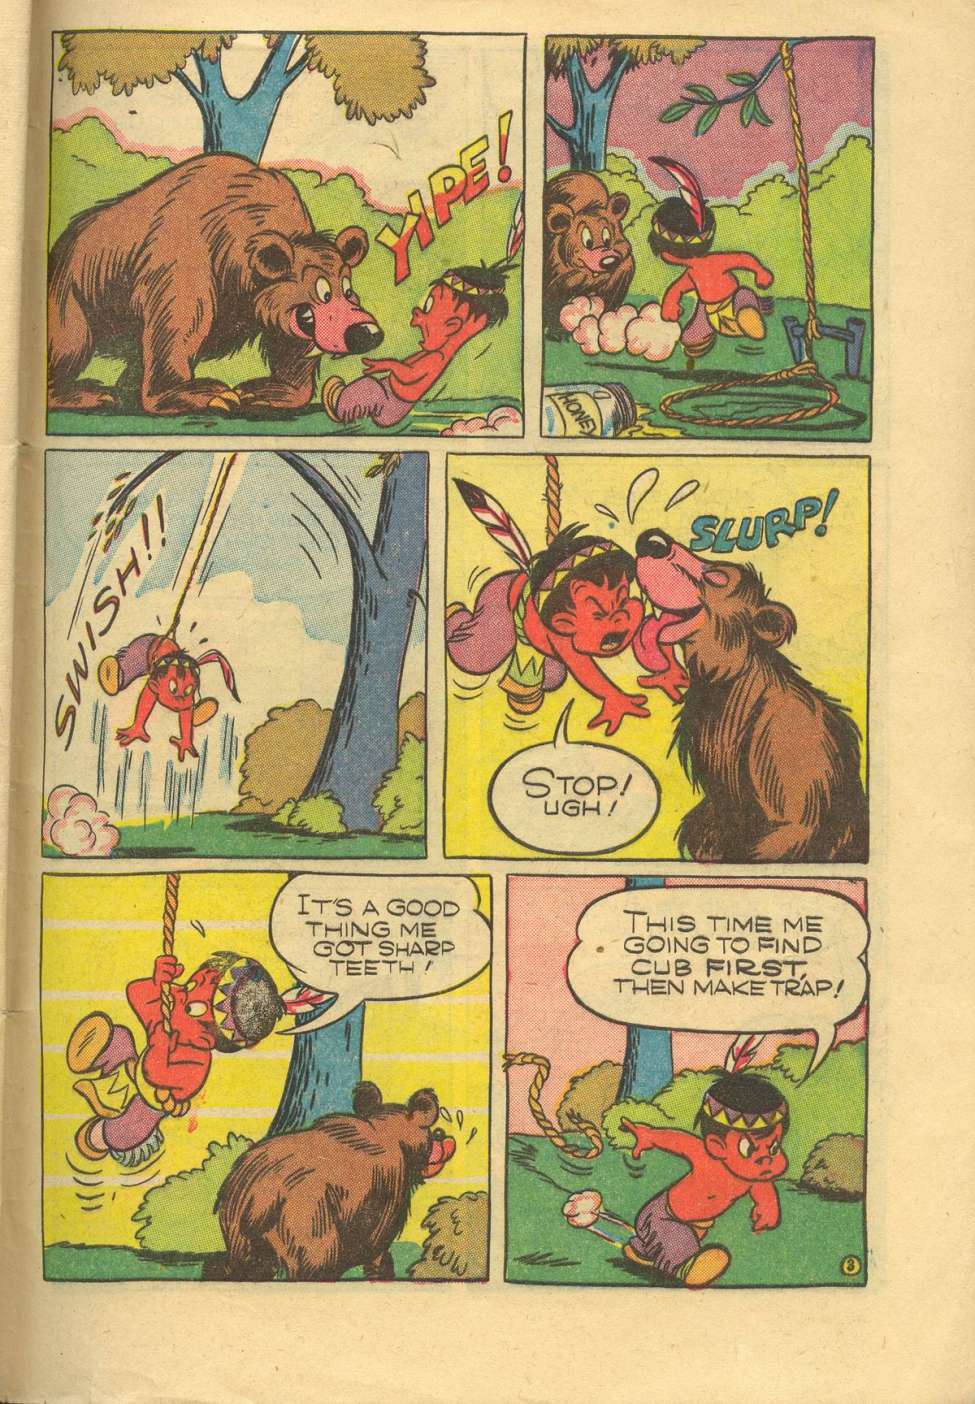 YIPE!
HONEY
SWISH!!
SLURP!
STOP!
UGH!
IT'S A GOOD
THING ME
GOT SHARP
TEETH!
THIS TIME ME
GOING TO FIND
CUB FIRST,
THEN MAKE TRAP!
3